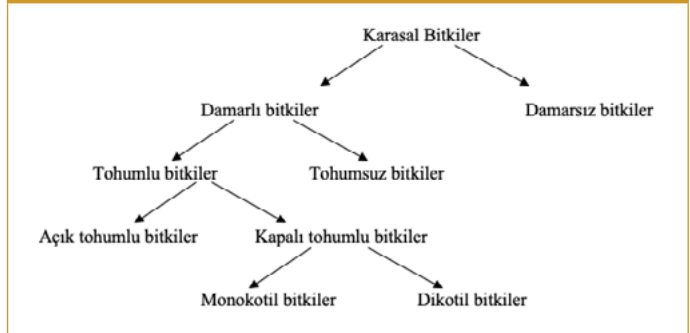 Karasal Bitkiler
Damarlı bitkiler
Damarsız bitkiler
Tohumlu bitkiler
Tohumsuz bitkiler
Açık tohumlu bitkiler
Kapalı tohumlu bitkiler
Monokotil bitkiler
Dikotil bitkiler